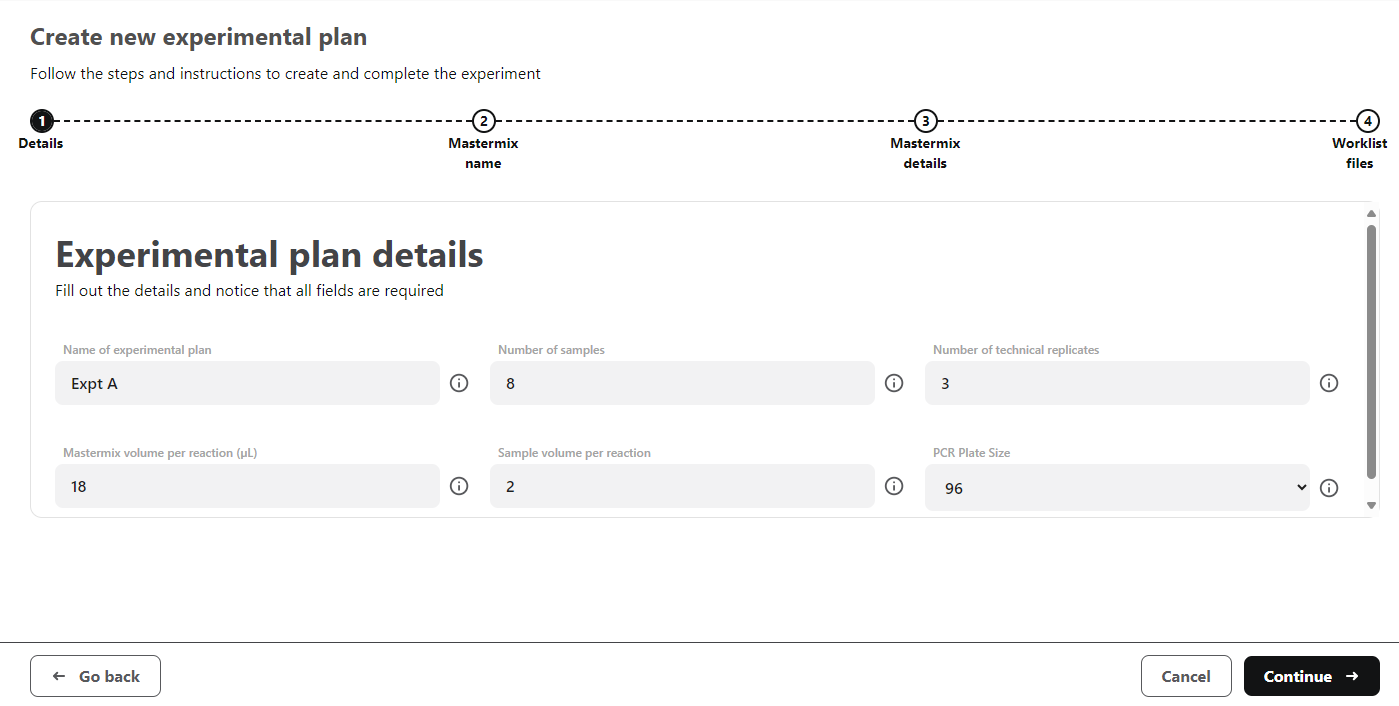 Create new experimental plan
Follow the steps and instructions to create and complete the experiment
1
2
3
4
Details
Mastermix
name
Mastermix
details
Worklist
files
Experimental plan details
Fill out the details and notice that all fields are required
Name of experimental plan
Number of samples
Number of technical replicates
Expt A
8
3
Mastermix volume per reaction (µL)
Sample volume per reaction
PCR Plate Size
18
2
96
Go back
Cancel
Continue